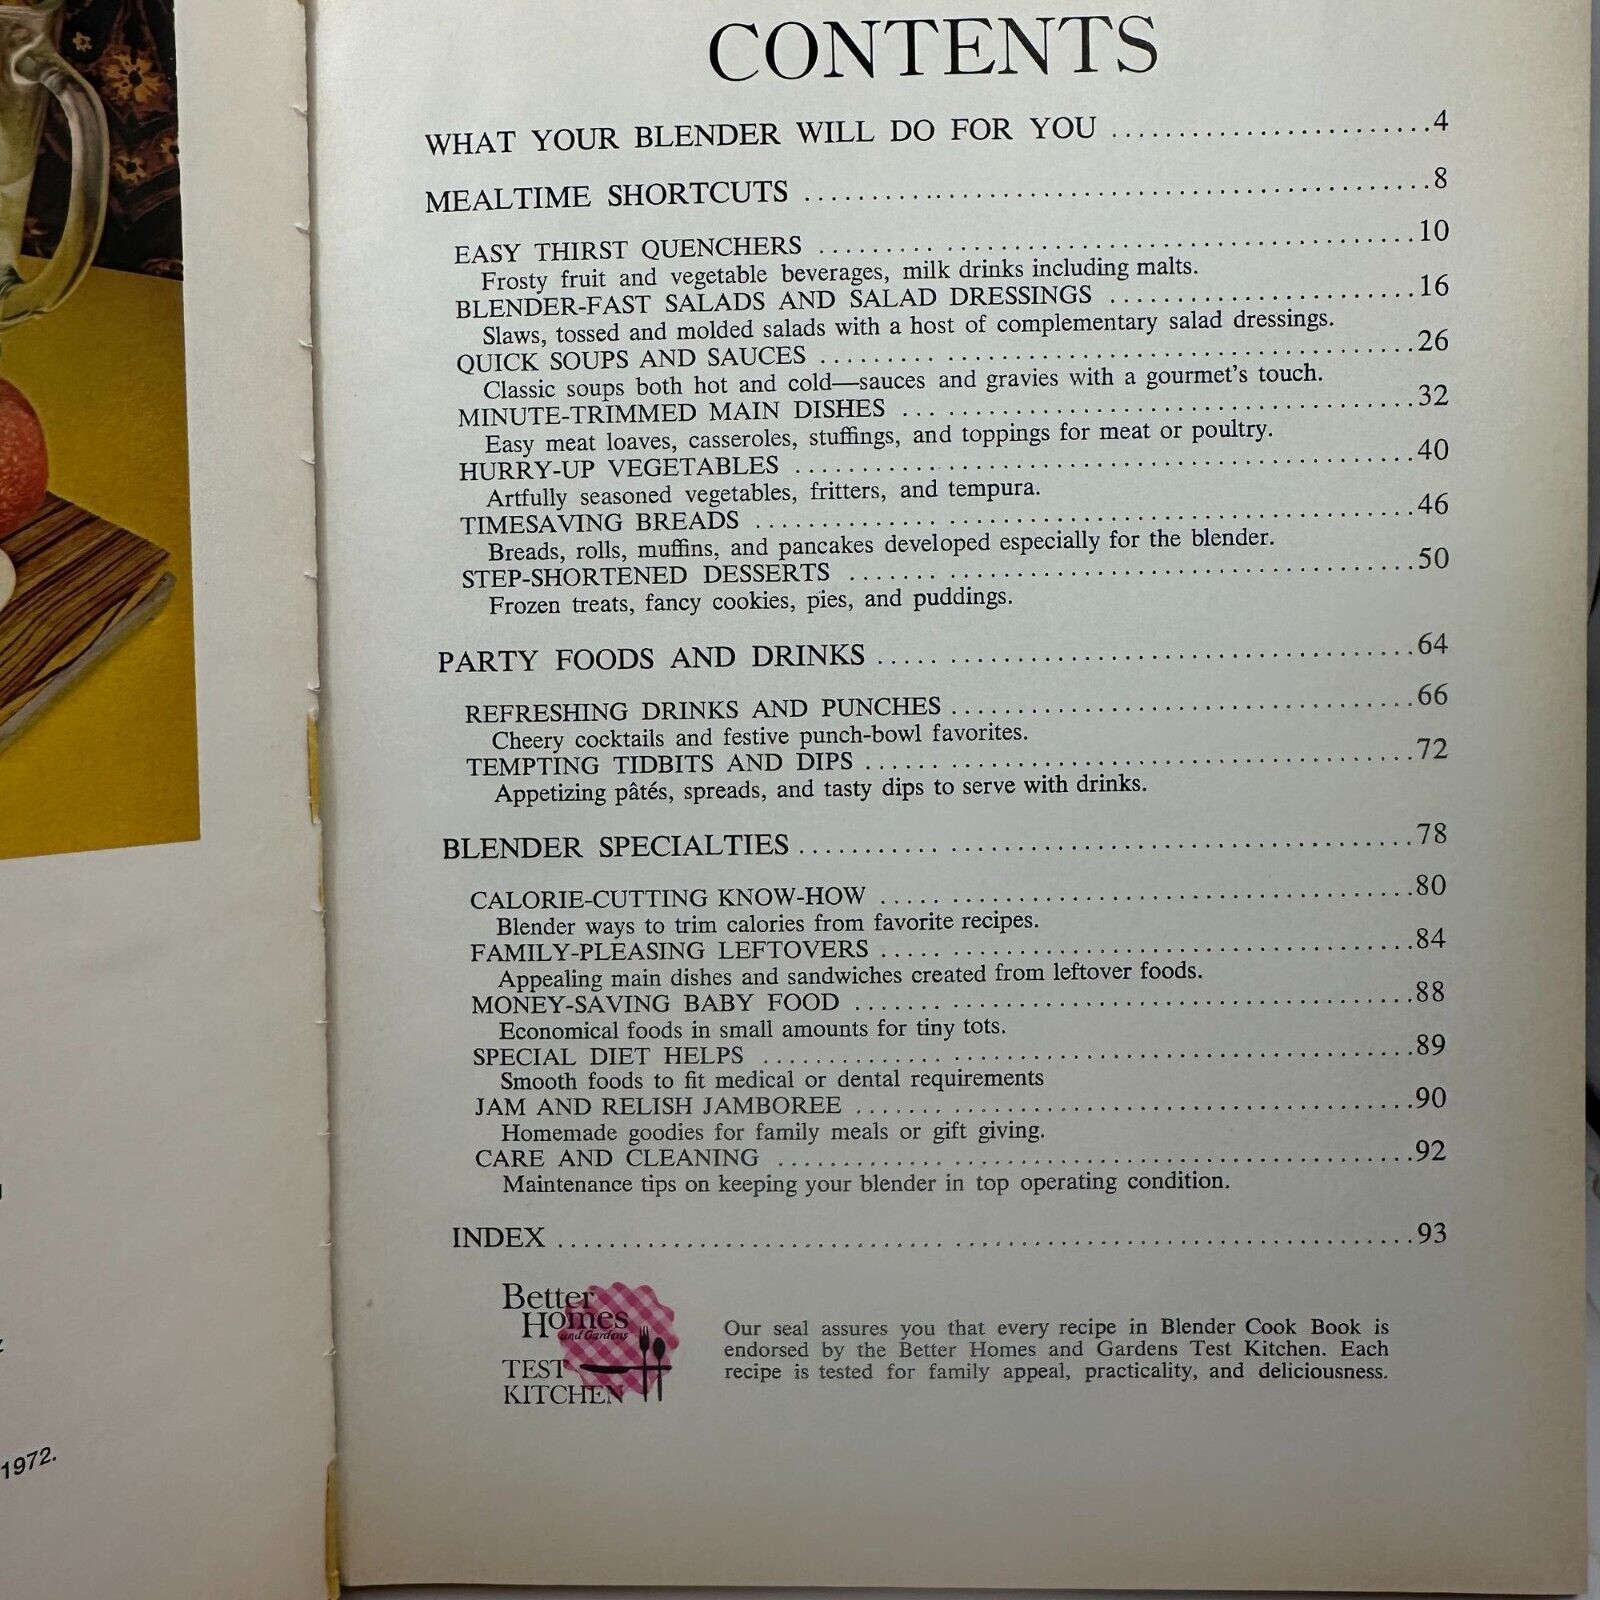 CONTENTS
WHAT YOUR BLENDER WILL DO FOR YOU ........................4
MEALTIME SHORTCUTS ................................................8
EASY THIRST QUENCHERS ..............................................10
Frosty fruit and vegetable beverages, milk drinks including malts.
BLENDER-FAST SALADS AND SALAD DRESSINGS ........................16
Slaws, tossed and molded salads with a host of complementary salad dressings.
QUICK SOUPS AND SAUCES ..............................................26
Classic soups both hot and cold—sauces and gravies with a gourmet's touch.
MINUTE-TRIMMED MAIN DISHES ........................................32
Easy meat loaves, casseroles, stuffings, and toppings for meat or poultry.
HURRY-UP VEGETABLES ................................................40
Artfully seasoned vegetables, fritters, and tempura.
TIMESAVING BREADS ..................................................46
Breads, rolls, muffins, and pancakes developed especially for the blender.
STEP-SHORTENED DESSERTS ............................................50
Frozen treats, fancy cookies, pies, and puddings.
PARTY FOODS AND DRINKS ..........................................64
REFRESHING DRINKS AND PUNCHES ....................................66
Cheery cocktails and festive punch-bowl favorites.
TEMPTING TIDBITS AND DIPS ..........................................72
Appetizing pâtés, spreads, and tasty dips to serve with drinks.
BLENDER SPECIALTIES ................................................78
CALORIE-CUTTING KNOW-HOW ........................................80
Blender ways to trim calories from favorite recipes.
FAMILY-PLEASING LEFTOVERS ........................................84
Appealing main dishes and sandwiches created from leftover foods.
MONEY-SAVING BABY FOOD ..........................................88
Economical foods in small amounts for tiny tots.
SPECIAL DIET HELPS ..................................................89
Smooth foods to fit medical or dental requirements
JAM AND RELISH JAMBOREE ..........................................90
Homemade goodies for family meals or gift giving.
CARE AND CLEANING ................................................92
Maintenance tips on keeping your blender in top operating condition.
INDEX ................................................................93
Better
Homes
and Gardens
TEST
KITCHEN
Our seal assures you that every recipe in Blender Cook Book is
endorsed by the Better Homes and Gardens Test Kitchen. Each
recipe is tested for family appeal, practicality, and deliciousness.
1972.